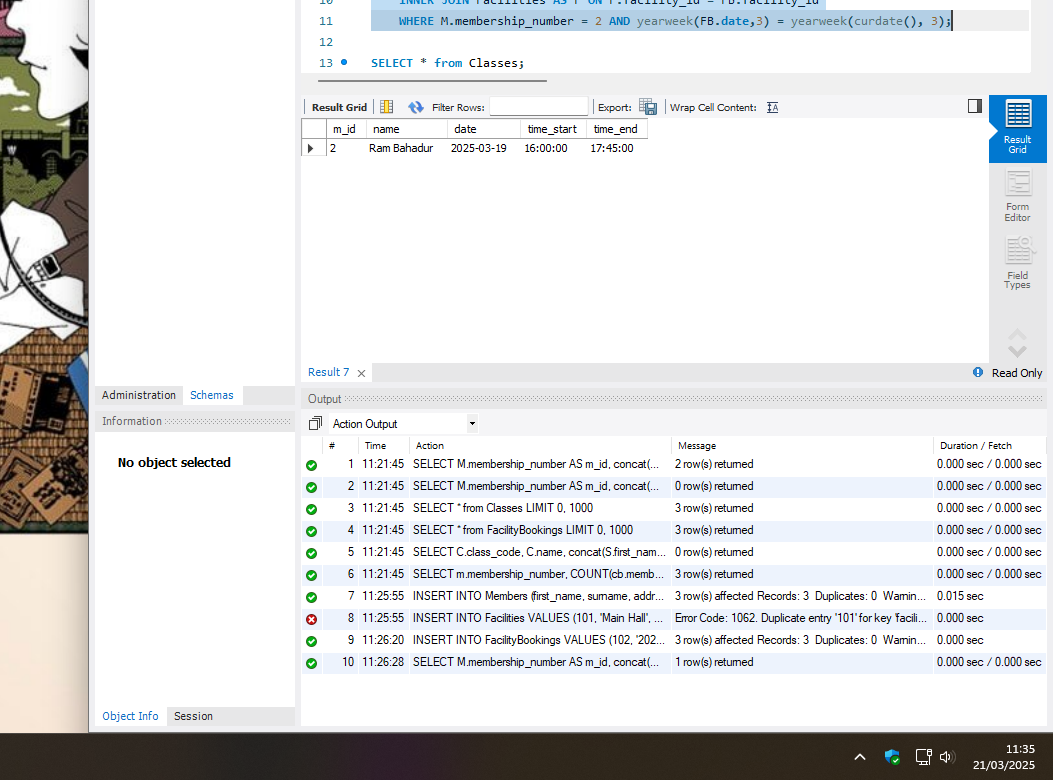 10 INNER JOIN Facilities AS F ON F.facility_id = FB.facility_id
11 WHERE M.membership_number = 2 AND yearweek(FB.date,3) = yearweek(curdate(), 3);
12
13 SELECT * from Classes;
Result Grid Filter Rows: Export: Wrap Cell Content: IA
m_id name date time_start time_end
2 Ram Bahadur 2025-03-19 16:00:00 17:45:00
Result Grid
Form Editor
Field Types
Result 7
Read Only
Administration Schemas
Information
No object selected
Object Info Session
Output
Action Output
# Time Action Message Duration / Fetch
1 11:21:45 SELECT M.membership_number AS m_id, concat(... 2 row(s) returned 0.000 sec / 0.000 sec
2 11:21:45 SELECT M.membership_number AS m_id, concat(... 0 row(s) returned 0.000 sec / 0.000 sec
3 11:21:45 SELECT * from Classes LIMIT 0, 1000 3 row(s) returned 0.000 sec / 0.000 sec
4 11:21:45 SELECT * from FacilityBookings LIMIT 0, 1000 3 row(s) returned 0.000 sec / 0.000 sec
5 11:21:45 SELECT C.class_code, C.name, concat(S.first_nam... 0 row(s) returned 0.000 sec / 0.000 sec
6 11:21:45 SELECT m.membership_number, COUNT(cb.memb... 3 row(s) returned 0.000 sec / 0.000 sec
7 11:25:55 INSERT INTO Members (first_name, surname, addr... 3 row(s) affected Records: 3 Duplicates: 0 Warnin... 0.015 sec
8 11:25:55 INSERT INTO Facilities VALUES (101, 'Main Hall', ... Error Code: 1062. Duplicate entry '101' for key 'facili... 0.000 sec
9 11:26:20 INSERT INTO FacilityBookings VALUES (102, '202... 3 row(s) affected Records: 3 Duplicates: 0 Warnin... 0.000 sec
10 11:26:28 SELECT M.membership_number AS m_id, concat(... 1 row(s) returned 0.000 sec / 0.000 sec
11:35
21/03/2025